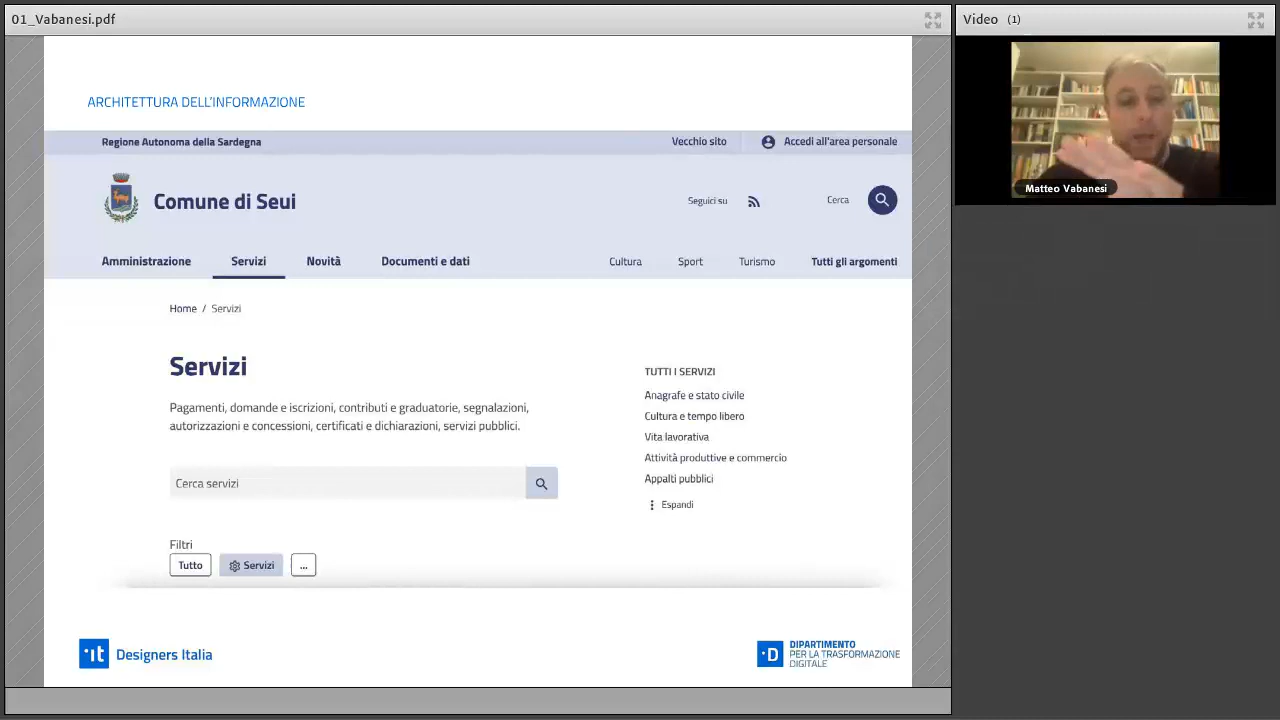 01_Vabanesi.pdf
Video (1)
Matteo Vabanesi
ARCHITETTURA DELL'INFORMAZIONE
Regione Autonoma della Sardegna
Vecchio sito
Accedi all'area personale
Comune di Seui
Seguici su
Cerca
Amministrazione
Servizi
Novità
Documenti e dati
Cultura
Sport
Turismo
Tutti gli argomenti
Home / Servizi
Servizi
Pagamenti, domande e iscrizioni, contributi e graduatorie, segnalazioni,
autorizzazioni e concessioni, certificati e dichiarazioni, servizi pubblici.
Cerca servizi
Filtri
Tutto
Servizi
...
TUTTI I SERVIZI
Anagrafe e stato civile
Cultura e tempo libero
Vita lavorativa
Attività produttive e commercio
Appalti pubblici
Espandi
·it Designers Italia
·D
DIPARTIMENTO
PER LA TRASFORMAZIONE
DIGITALE